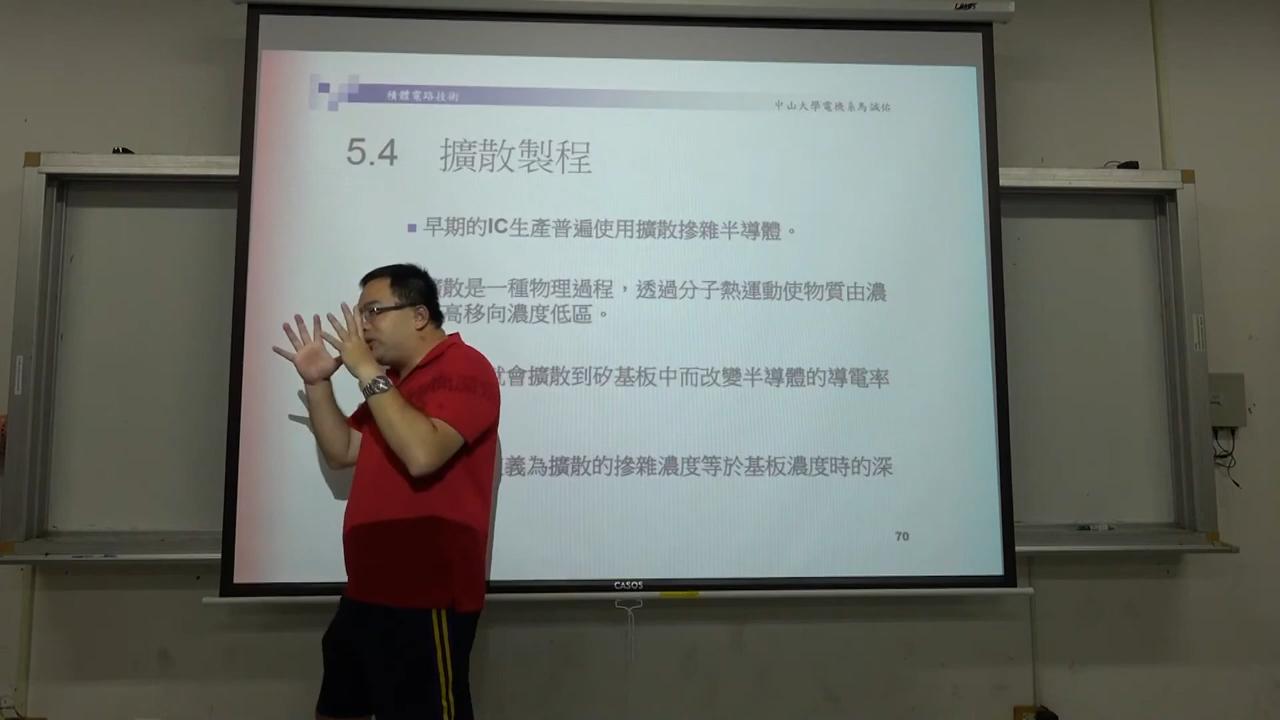 積體電路技術
中山大學電機系馬誠佑
5.4 擴散製程
早期的IC生產普遍使用擴散摻雜半導體。
散是一種物理過程，透過分子熱運動使物質由濃
高移向濃度低區。
會擴散到矽基板中而改變半導體的導電率
義為擴散的摻雜濃度等於基板濃度時的深
70
CASOS